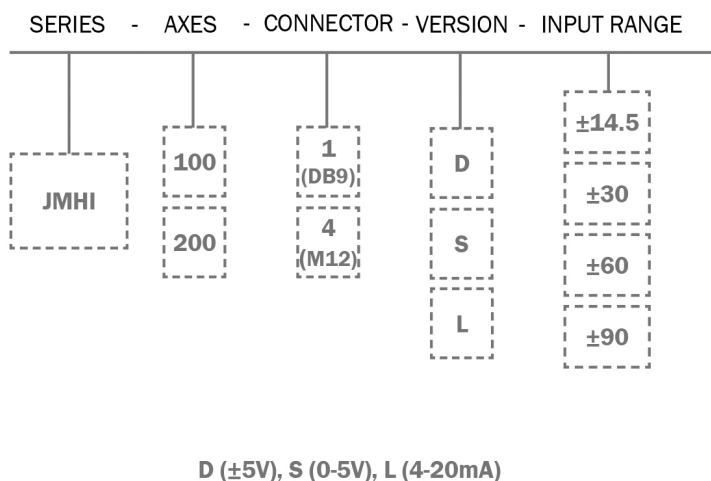 SERIES - AXES - CONNECTOR - VERSION - INPUT RANGE
JMHI
100
200
1
(DB9)
4
(M12)
D
S
L
±14.5
±30
±60
±90
D (±5V), S (0-5V), L (4-20mA)